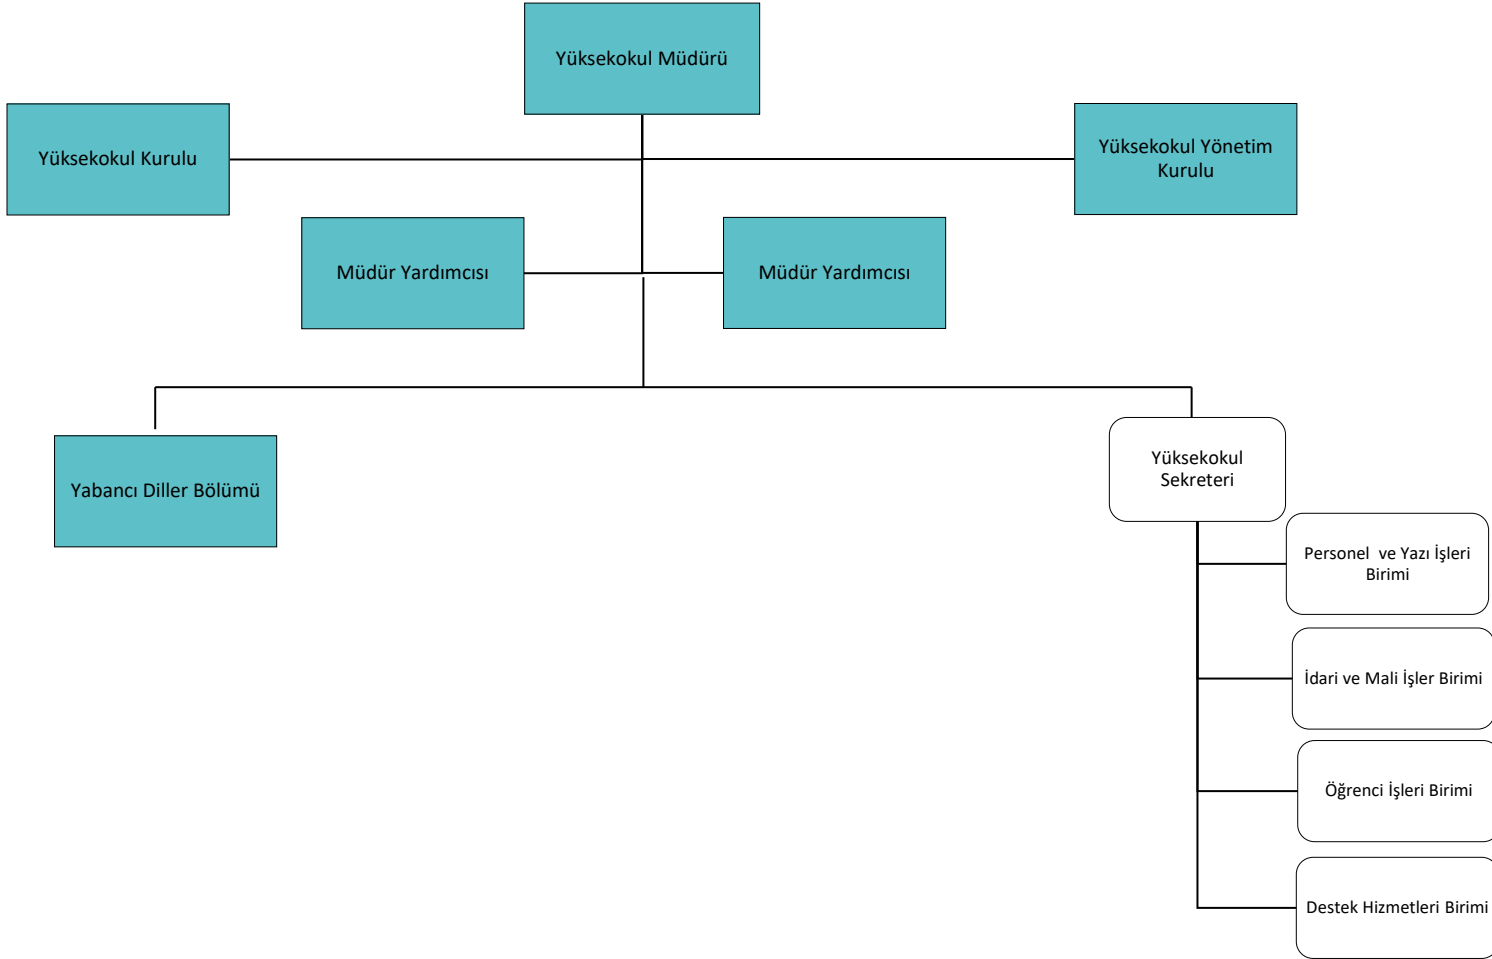 Yüksekokul Müdürü
Yüksekokul Kurulu
Yüksekokul Yönetim
Kurulu
Müdür Yardımcısı
Müdür Yardımcısı
Yabancı Diller Bölümü
Yüksekokul
Sekreteri
Personel  ve Yazı İşleri
Birimi
İdari ve Mali İşler Birimi
Öğrenci İşleri Birimi
Destek Hizmetleri Birimi